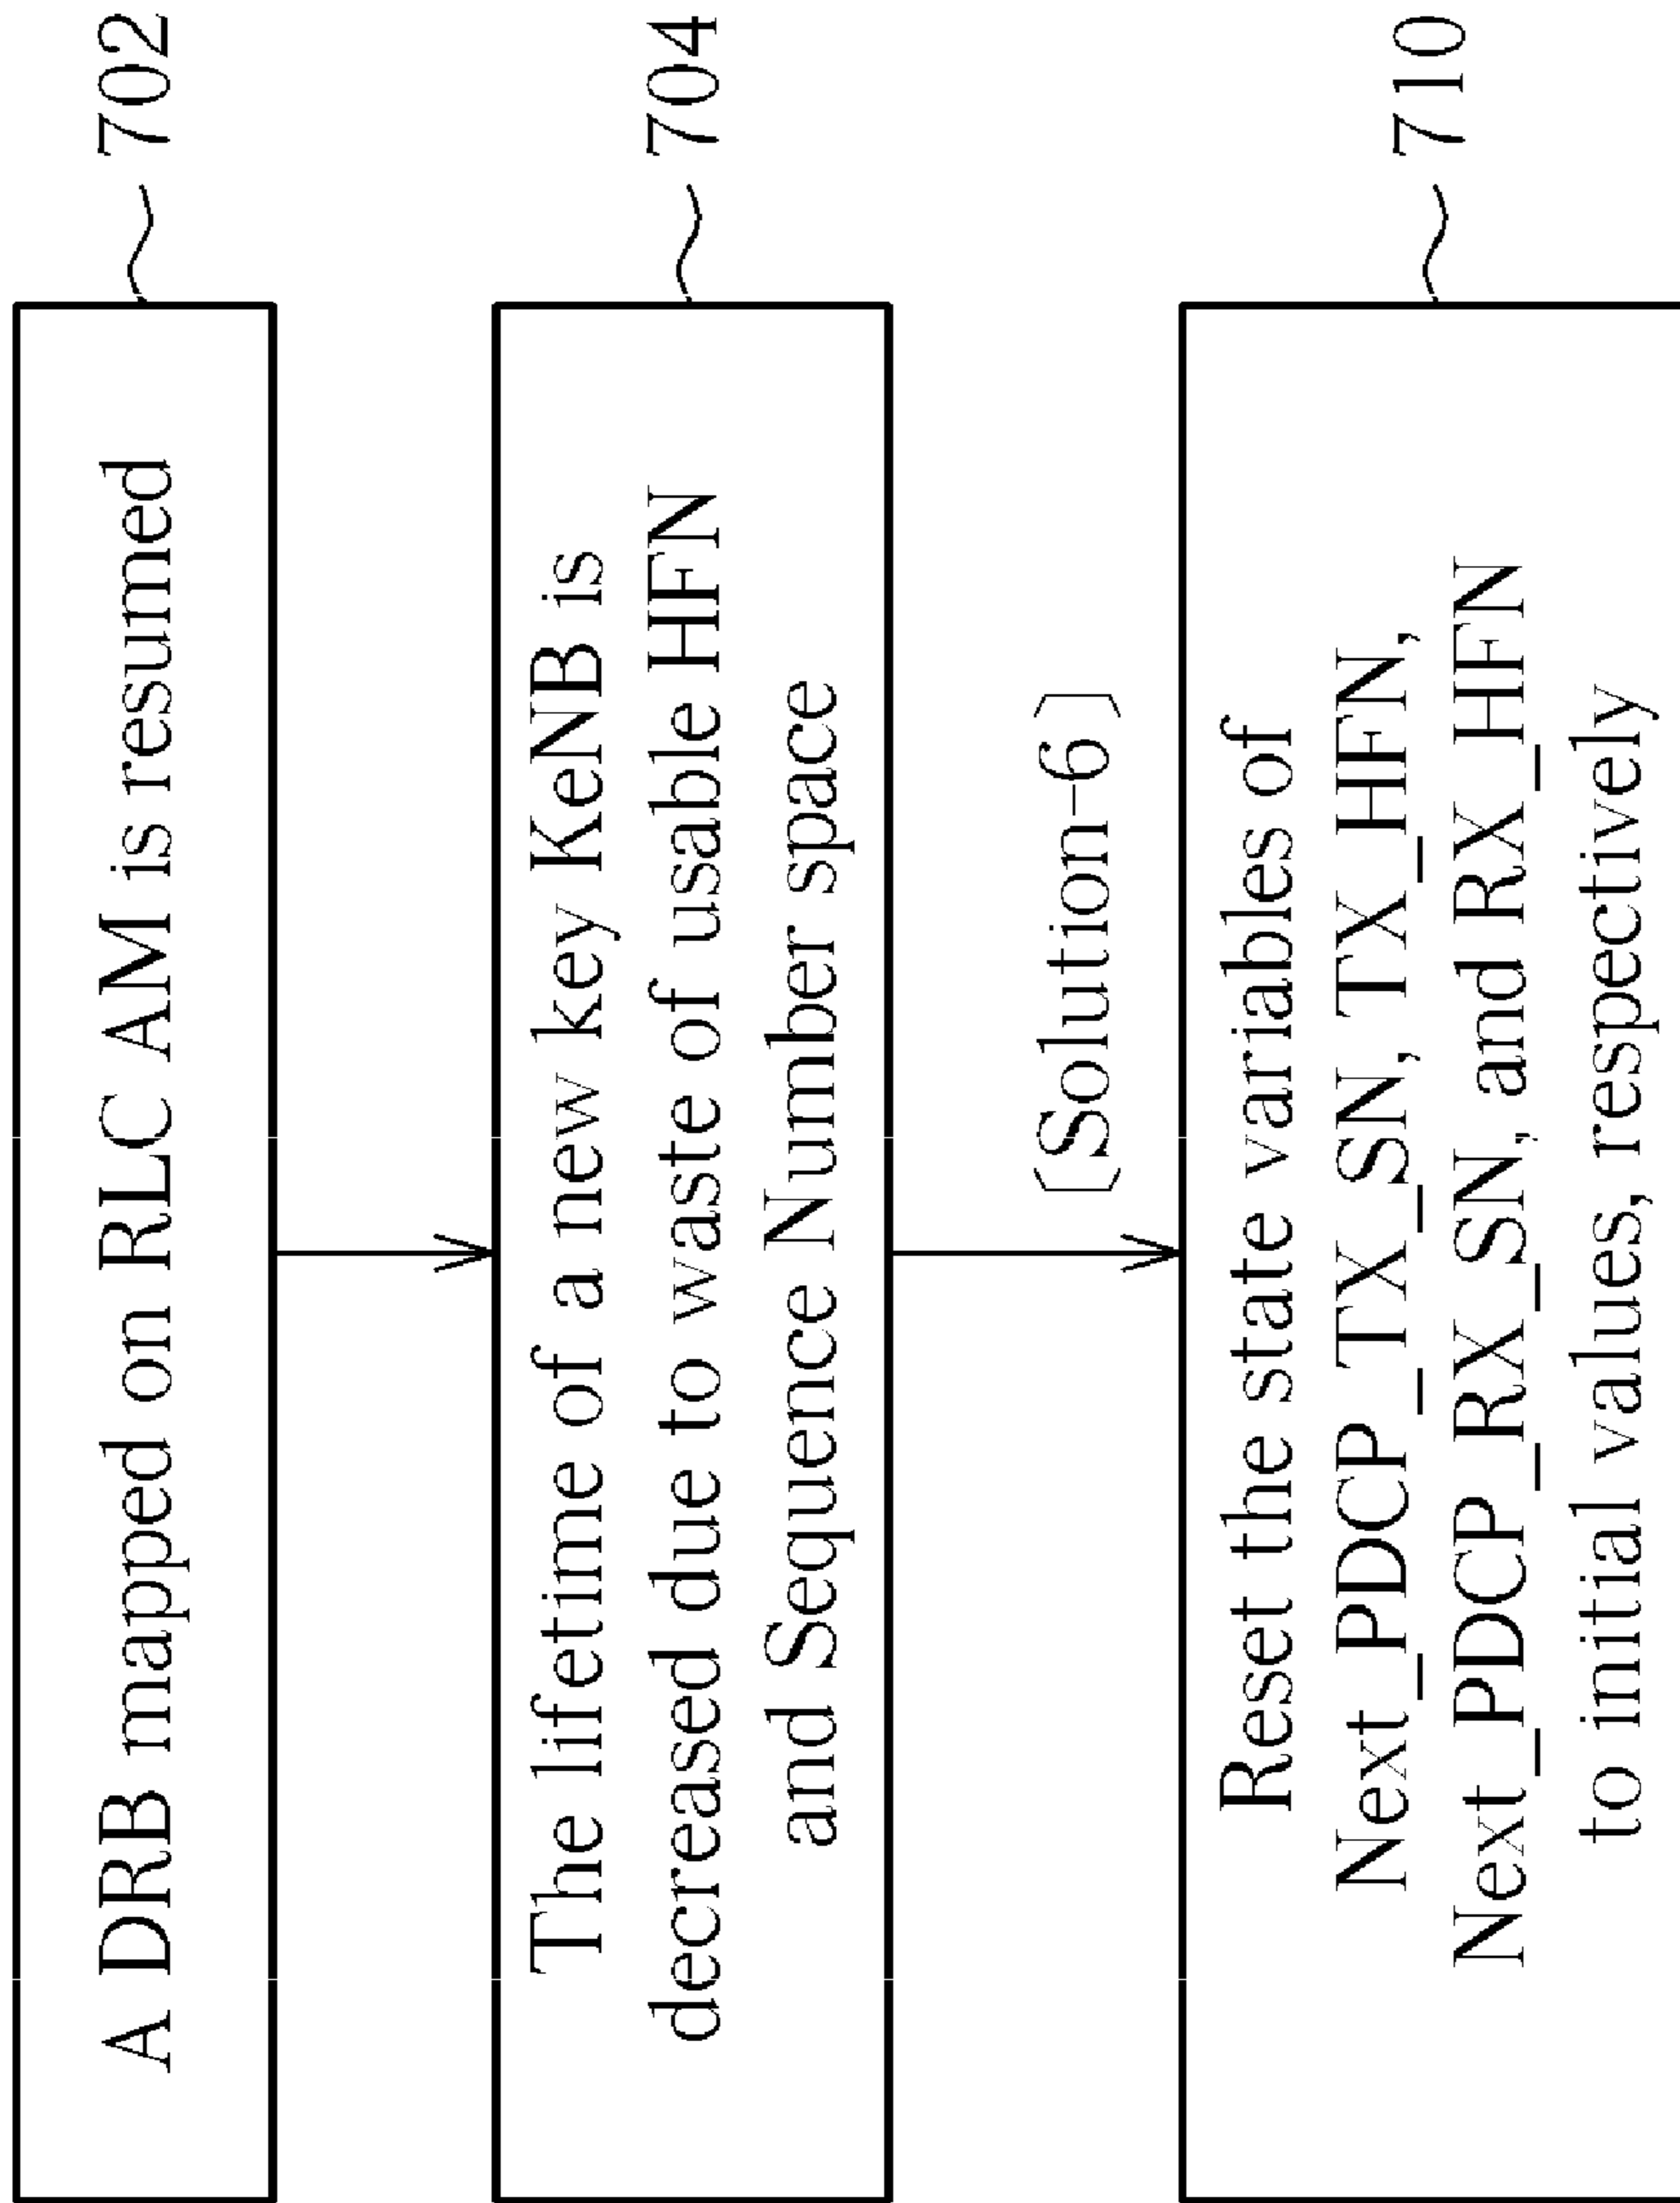 A DRB mapped on RLC AM is resumed
702
The lifetime of a new key KeNB is
decreased due to waste of usable HFN
and Sequence Number space
704
(Solution-6)
Reset the state variables of
Next_PDCP_TX_SN, TX_HFN,
Next_PDCP_RX_SN, and RX_HFN
to initial values, respectively
710